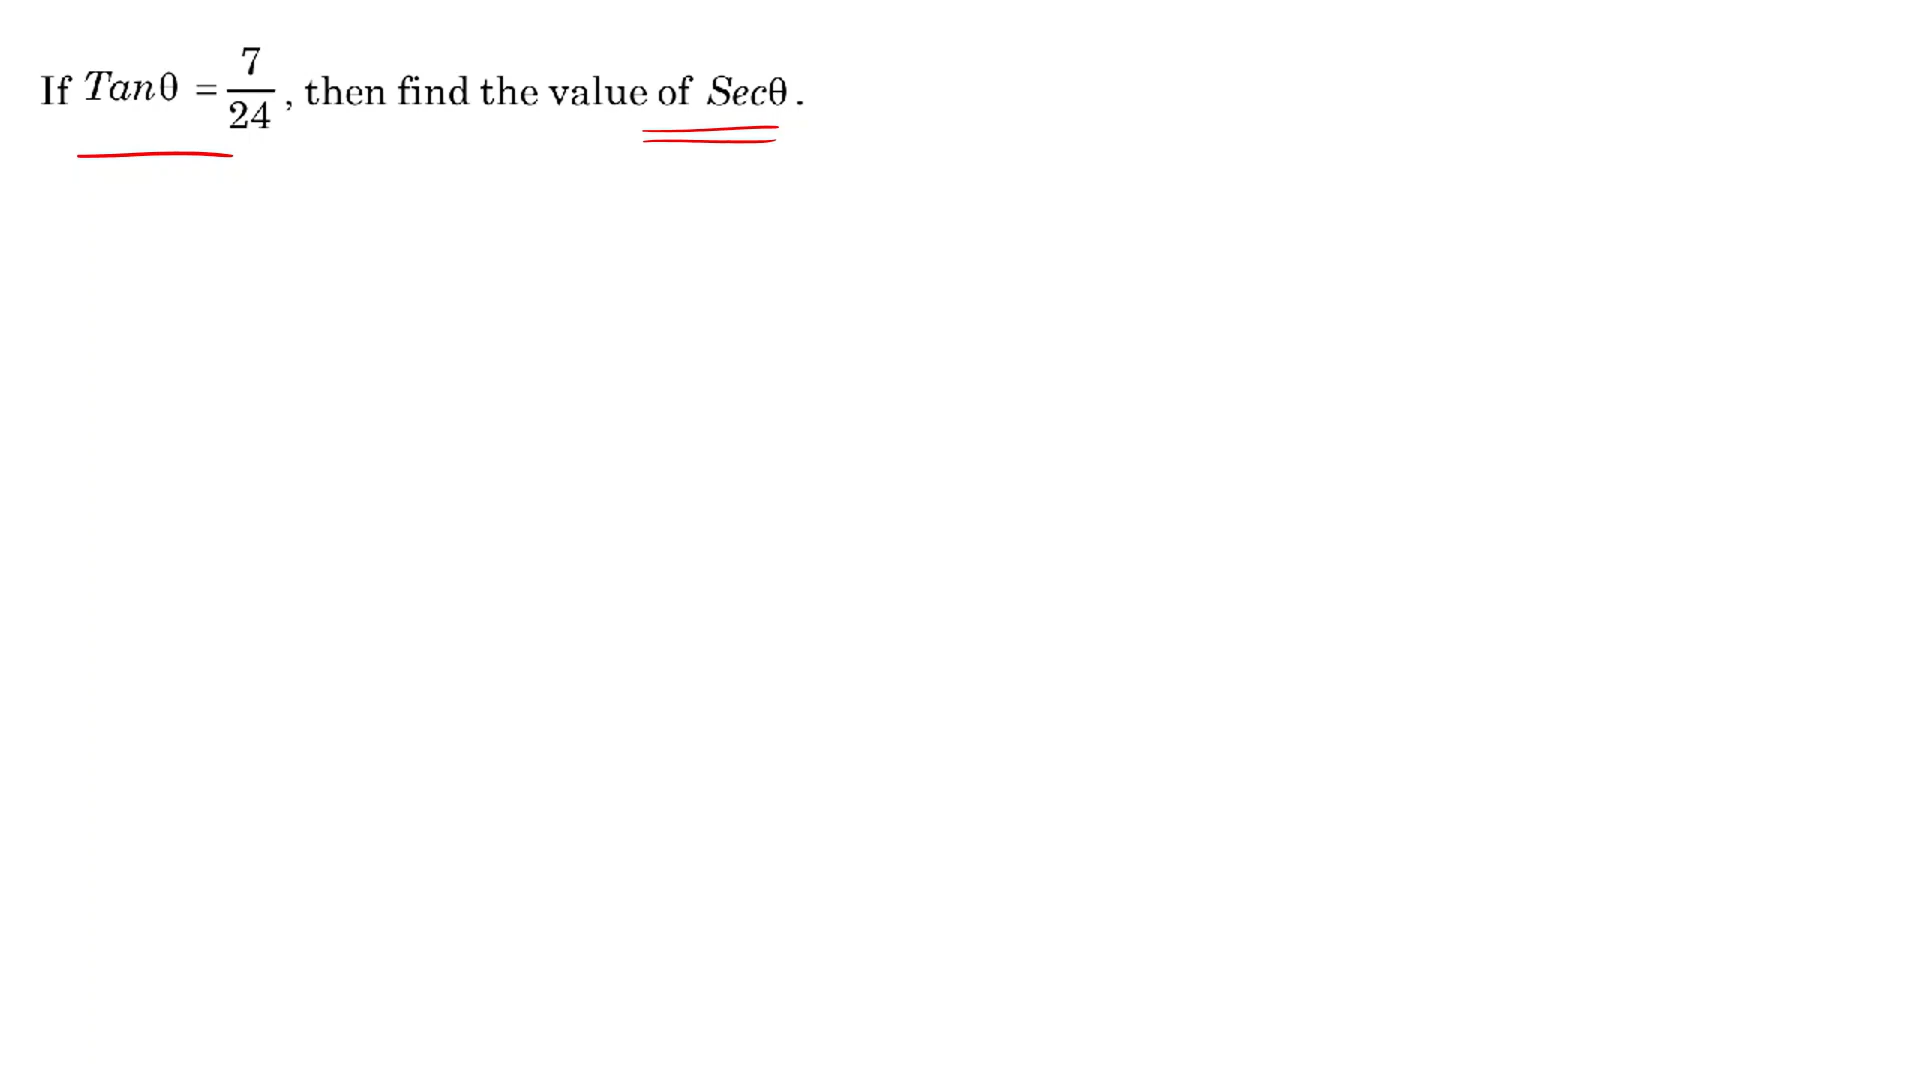 If Tanθ = 7/24, then find the value of Secθ.